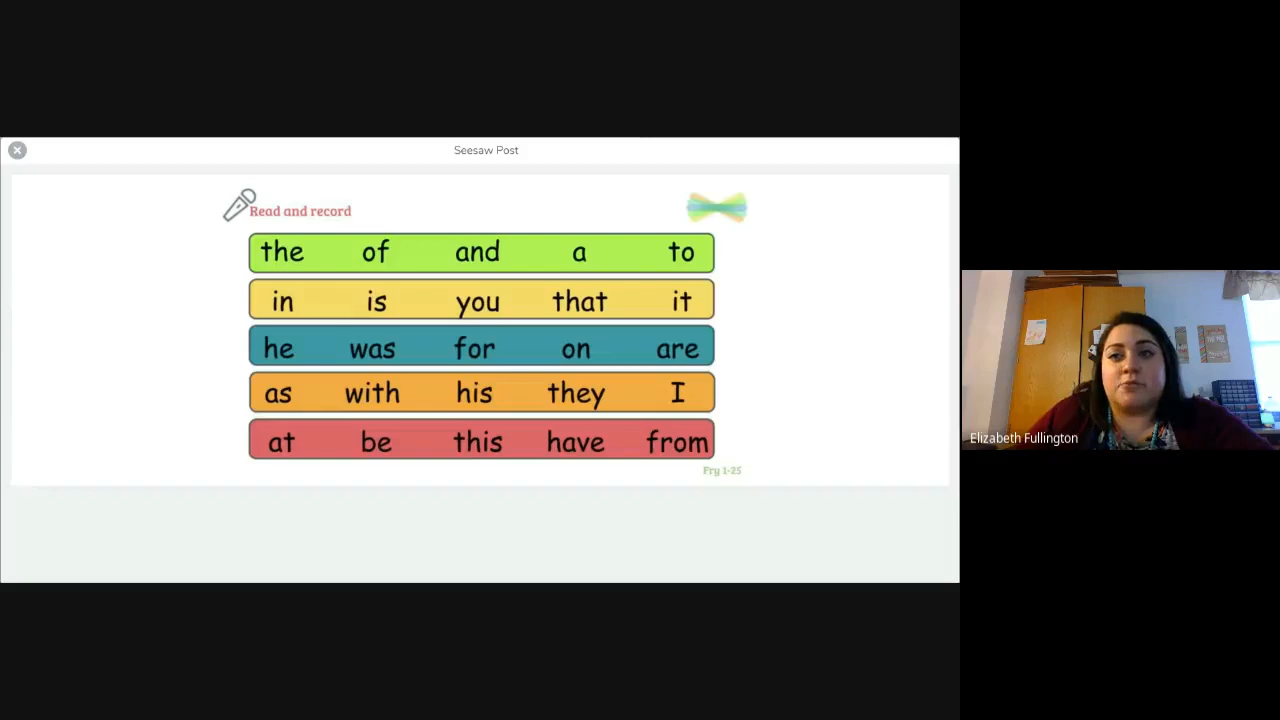 Seesaw Post
Read and record
the of and a to
in is you that it
he was for on are
as with his they I
at be this have from
Fry 1-25
Elizabeth Fullington